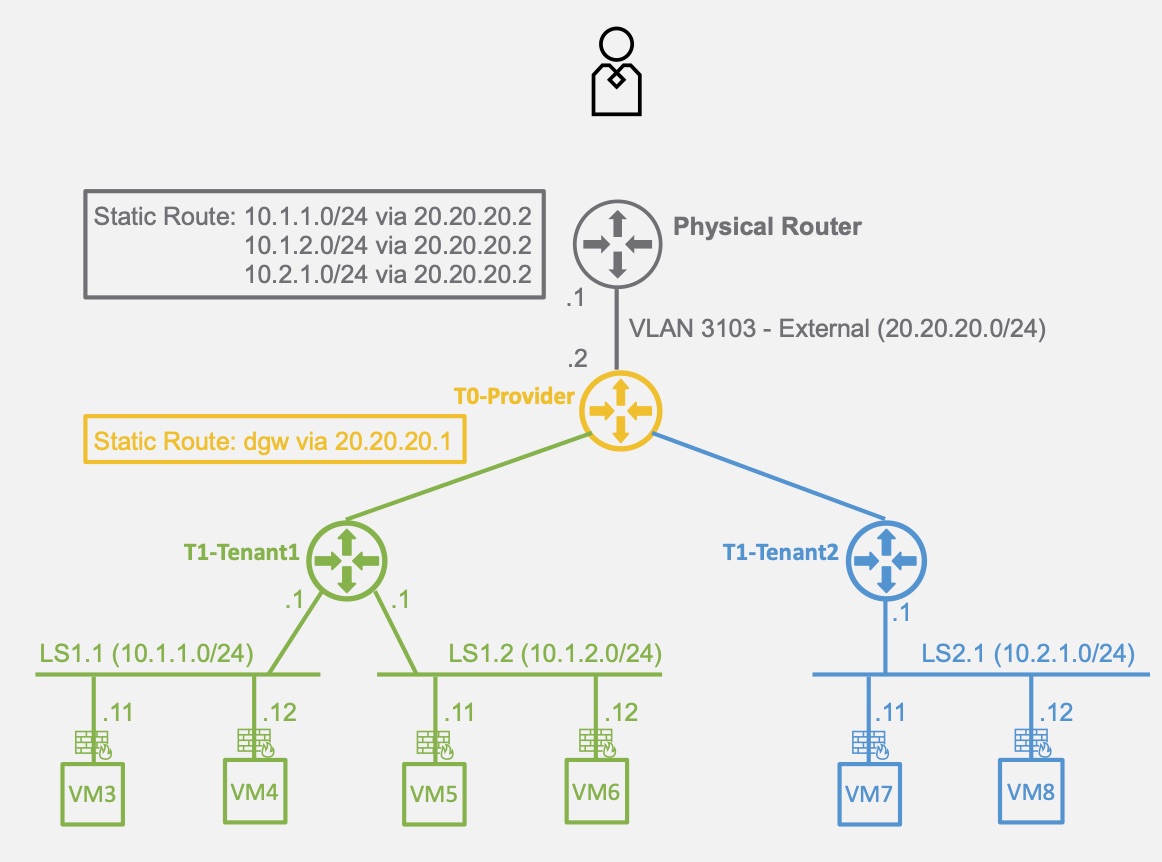 Static Route: 10.1.1.0/24 via 20.20.20.2
10.1.2.0/24 via 20.20.20.2
10.2.1.0/24 via 20.20.20.2
Physical Router
.1
VLAN 3103 - External (20.20.20.0/24)
.2
T0-Provider
Static Route: dgw via 20.20.20.1
T1-Tenant1
T1-Tenant2
.1
.1
.1
LS1.1 (10.1.1.0/24)
LS1.2 (10.1.2.0/24)
LS2.1 (10.2.1.0/24)
.11
.12
.11
.12
.11
.12
VM3
VM4
VM5
VM6
VM7
VM8